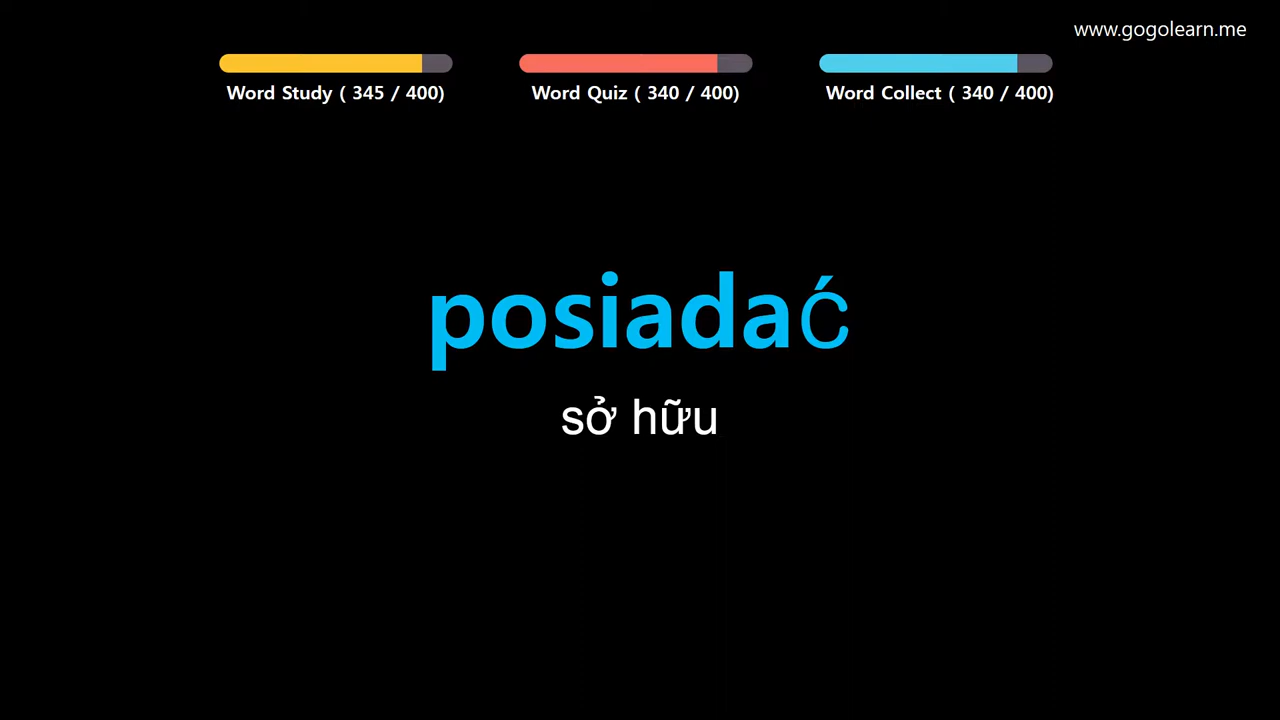 www.gogolearn.me
Word Study ( 345 / 400)
Word Quiz ( 340 / 400)
Word Collect ( 340 / 400)
posiadać
sở hữu